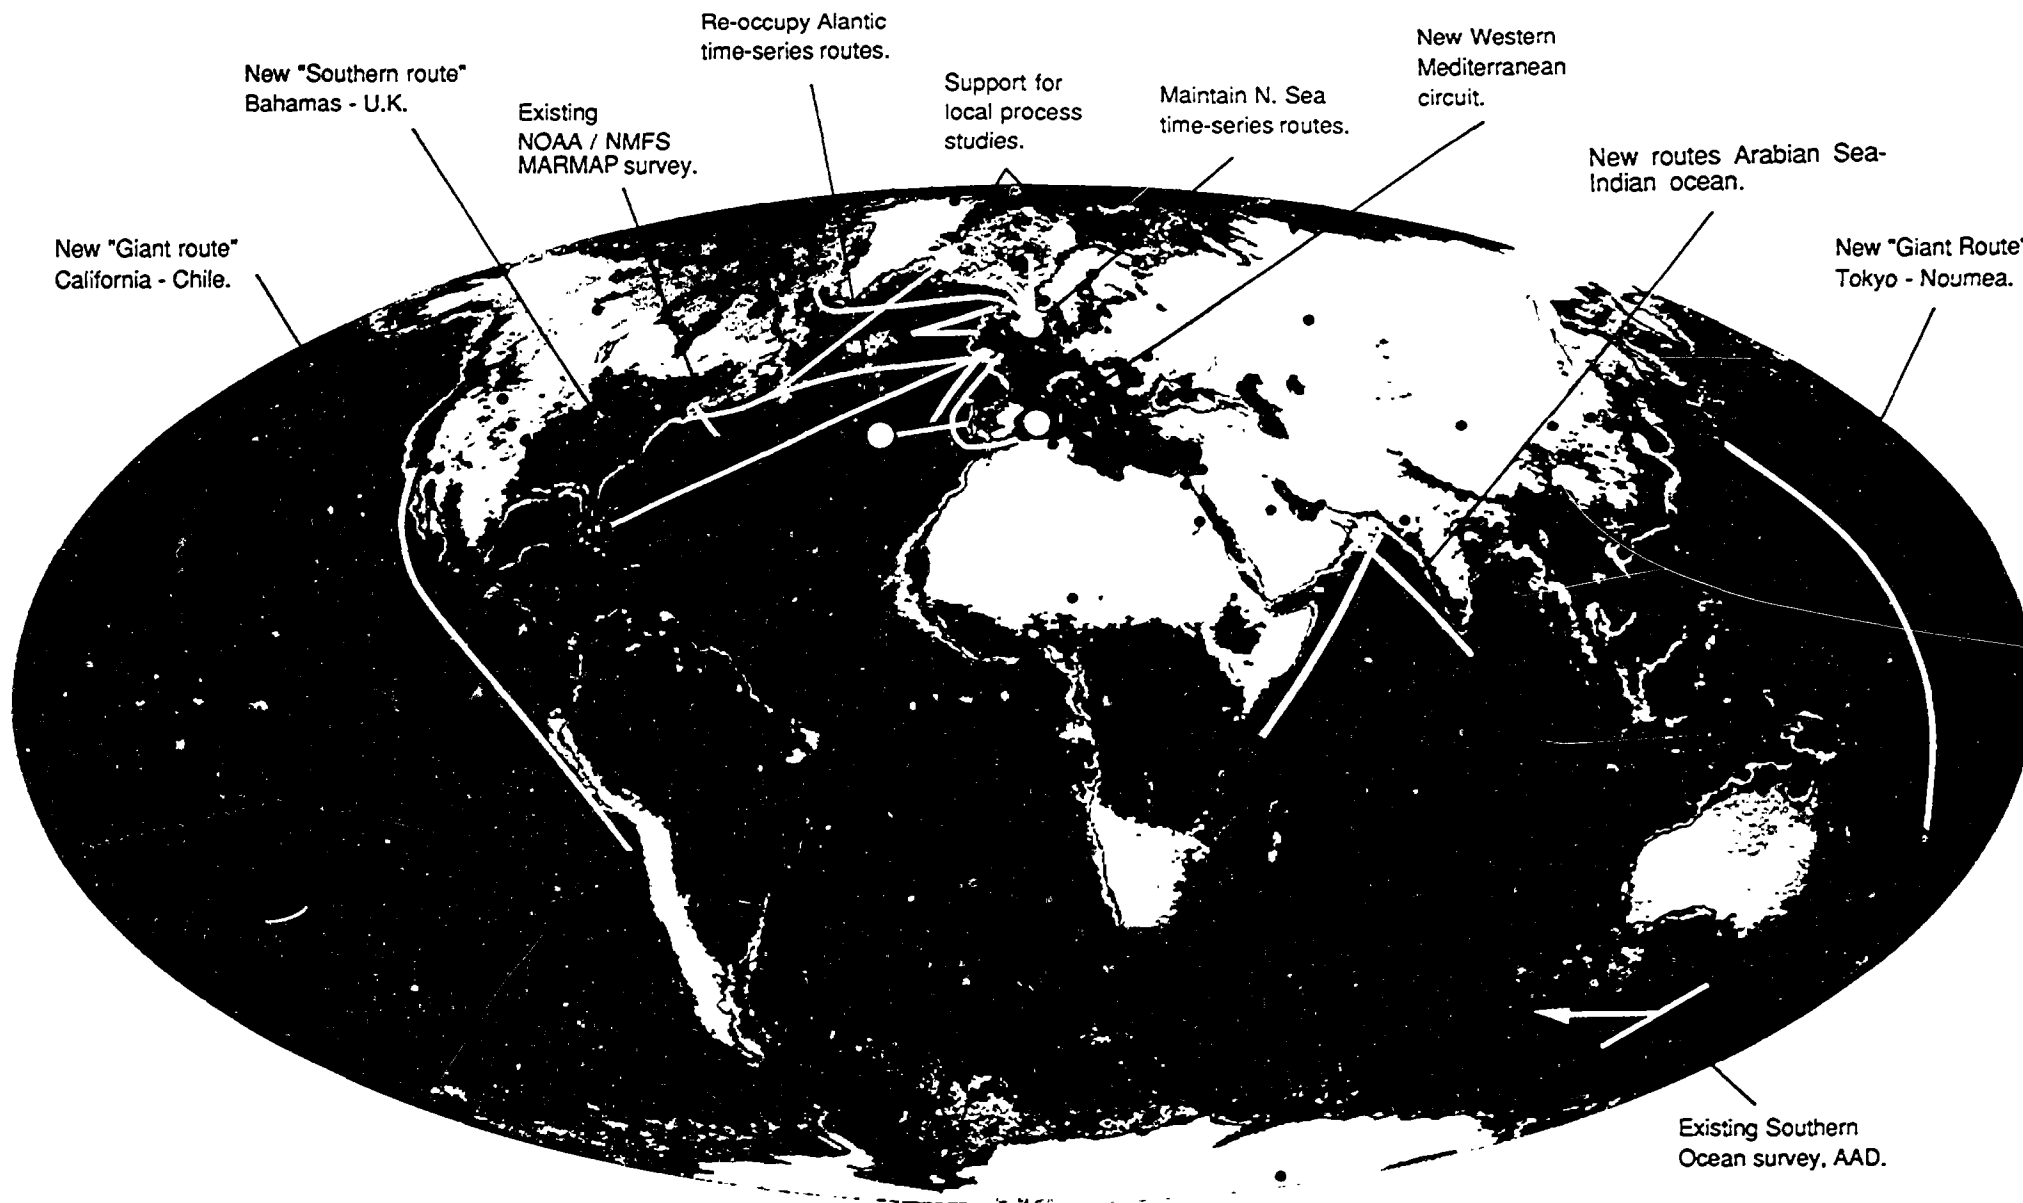 Re-occupy Alantic
time-series routes.
New "Southern route"
Bahamas - U.K.
Existing
NOAA / NMFS
MARMAP survey.
Support for
local process
studies.
Maintain N. Sea
time-series routes.
New Western
Mediterranean
circuit.
New routes Arabian Sea-
Indian ocean.
New "Giant route"
California - Chile.
New "Giant Route"
Tokyo - Noumea.
Existing Southern
Ocean survey, AAD.